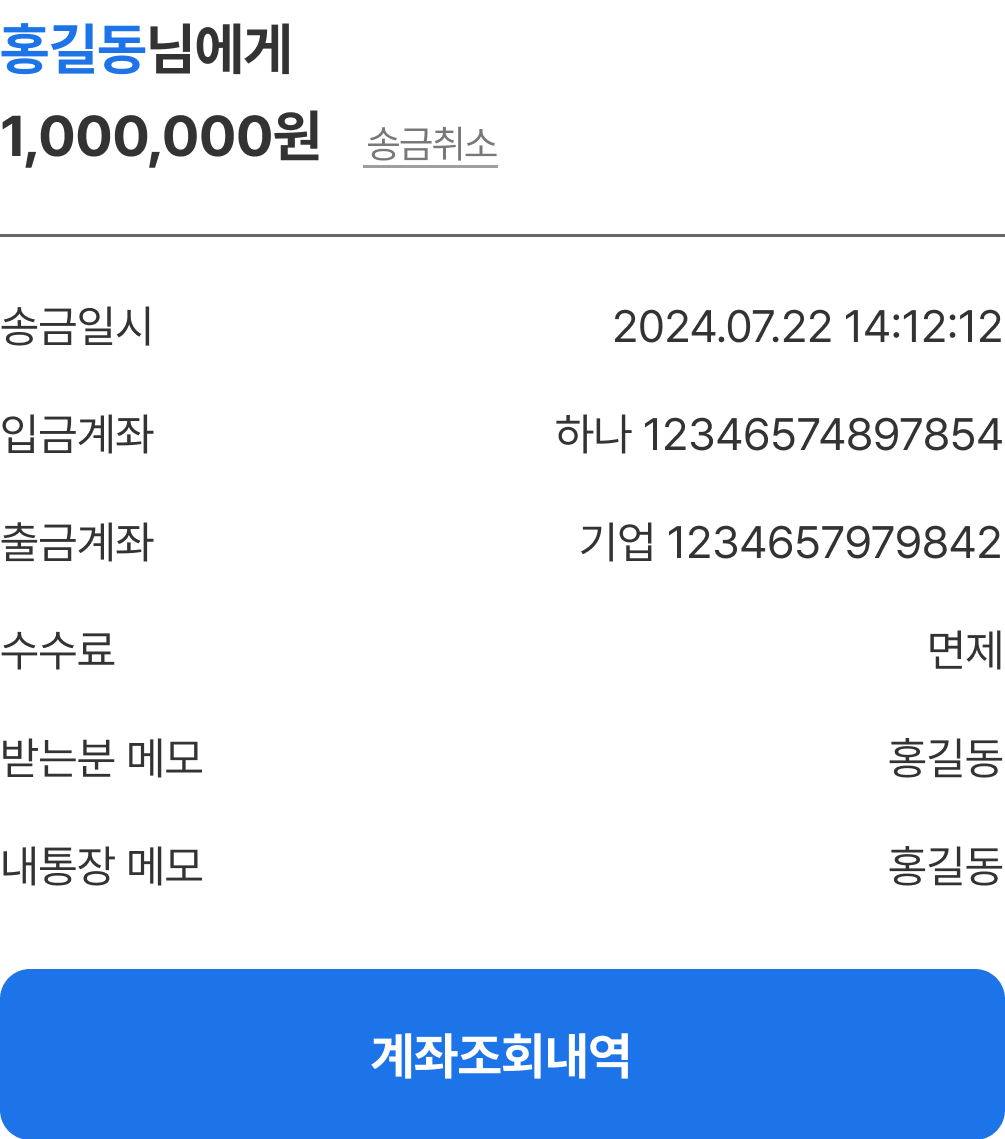 홍길동님에게
1,000,000원 송금취소
송금일시 2024.07.22 14:12:12
입금계좌 하나 12346574897854
출금계좌 기업 1234657979842
수수료 면제
받는분 메모 홍길동
내통장 메모 홍길동
계좌조회내역